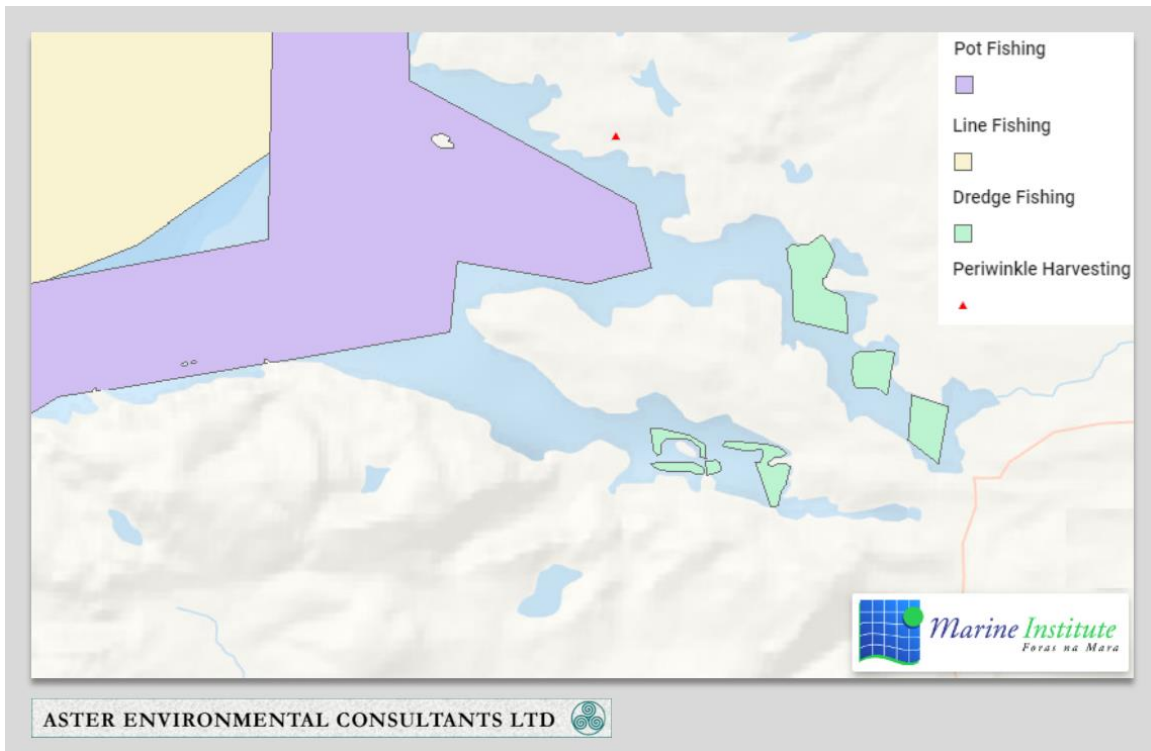 Pot Fishing
Line Fishing
Dredge Fishing
Periwinkle Harvesting
Marine Institute
Foras na Mara
ASTER ENVIRONMENTAL CONSULTANTS LTD